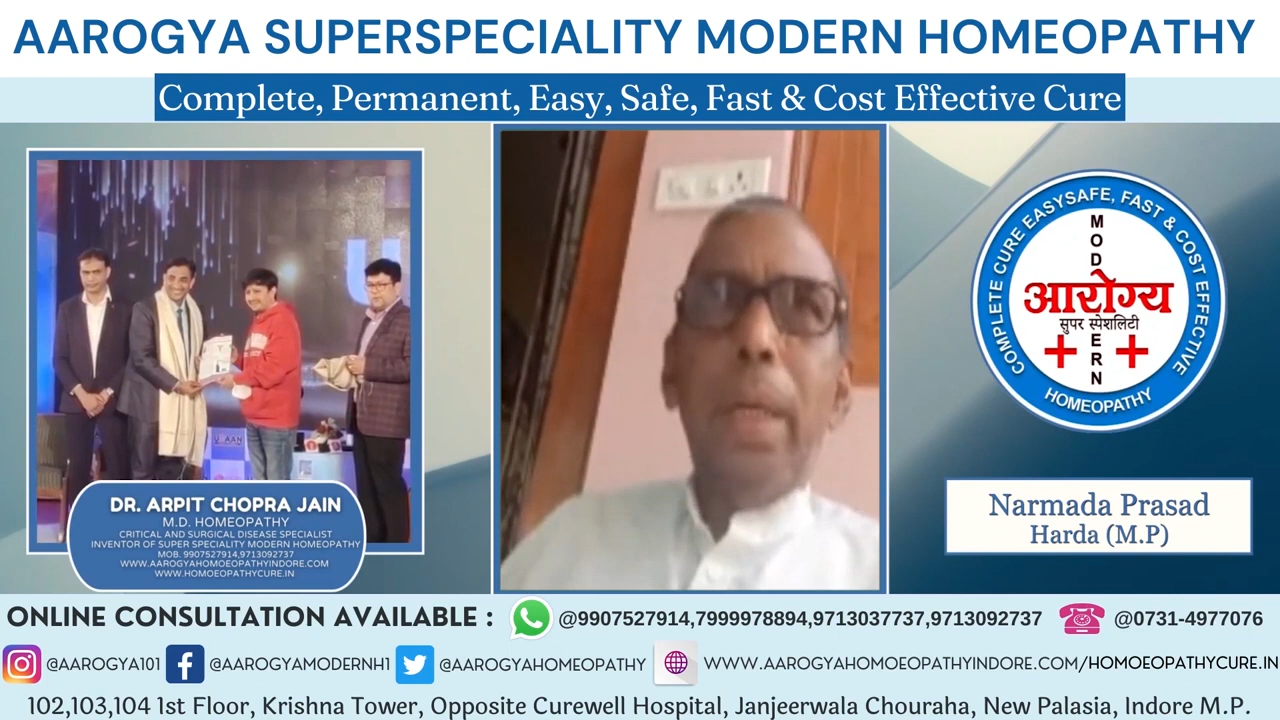 AAROGYA SUPERSPECIALITY MODERN HOMEOPATHY
Complete, Permanent, Easy, Safe, Fast & Cost Effective Cure
DR. ARPIT CHOPRA JAIN
M.D. HOMEOPATHY
CRITICAL AND SURGICAL DISEASE SPECIALIST
INVENTOR OF SUPER SPECIALITY MODERN HOMEOPATHY
MOB. 9907527914,9713092737
WWW.AAROGYAHOMOEOPATHYINDORE.COM
WWW.HOMOEOPATHYCURE.IN
COMPLETE CURE EASYSAFE, FAST & COST EFFECTIVE
MODERN
आरोग्य
सुपर स्पेशलिटी
HOMEOPATHY
Narmada Prasad
Harda (M.P)
ONLINE CONSULTATION AVAILABLE : @9907527914,7999978894,9713037737,9713092737 @0731-4977076
@AAROGYA101 @AAROGYAMODERNH1 @AAROGYAHOMEOPATHY WWW.AAROGYAHOMOEOPATHYINDORE.COM/HOMOEOPATHYCURE.IN
102,103,104 1st Floor, Krishna Tower, Opposite Curewell Hospital, Janjeerwala Chouraha, New Palasia, Indore M.P.